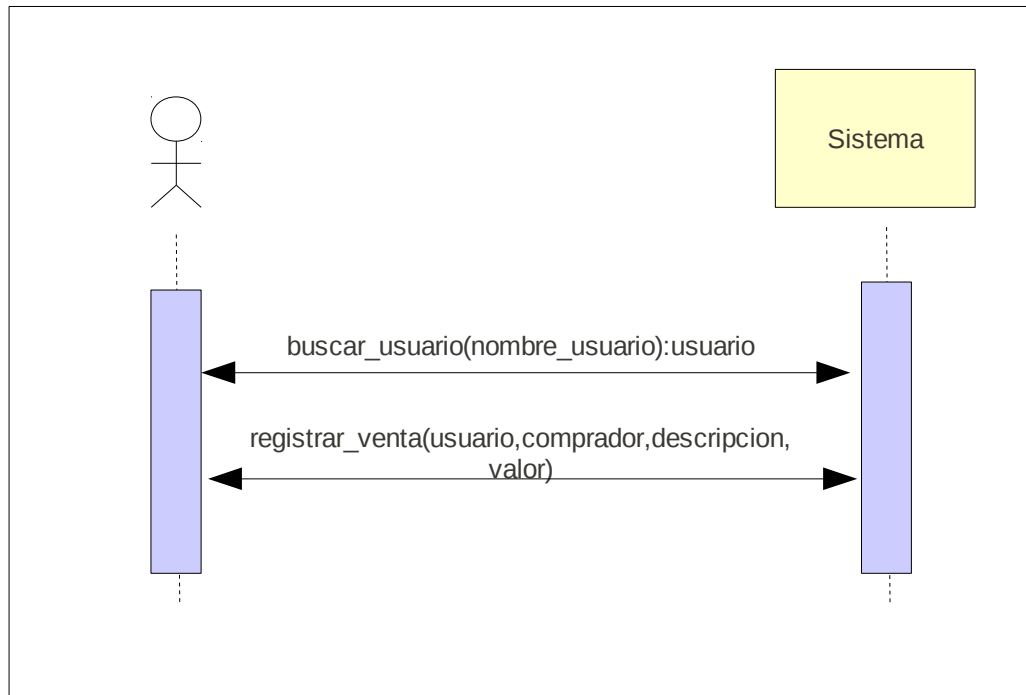 Sistema
buscar_usuario(nombre_usuario):usuario
registrar_venta(usuario,comprador,descripcion,
valor)